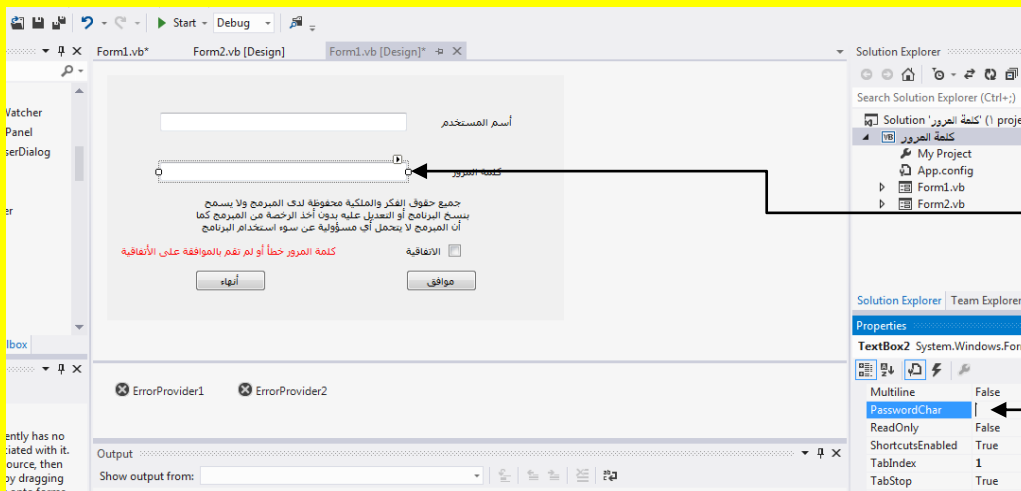 Start
Debug
Form1.vb*
Form2.vb [Design]
Form1.vb [Design]*
Solution Explorer
Search Solution Explorer (Ctrl+;)
Solution 'كلمة المرور' (١ proje
كلمة المرور
My Project
App.config
Form1.vb
Form2.vb
Watcher
Panel
serDialog
er
lbox
أسم المستخدم
كلمة المرور
جميع حقوق الفكر والملكية محفوظة لدى المبرمج ولا يسمح
بنسخ البرنامج أو التعديل عليه بدون أخذ الرخصة من المبرمج كما
أن المبرمج لا يتحمل أي مسؤولية عن سوء استخدام البرنامج
الاتفاقية
كلمة المرور خطأ أو لم تقم بالموافقة على الأتفاقية
موافق
أنهاء
Solution Explorer
Team Explorer
Properties
TextBox2 System.Windows.For
Multiline False
PasswordChar
ReadOnly False
ShortcutsEnabled True
TabIndex 1
TabStop True
ErrorProvider1
ErrorProvider2
ently has no
iated with it.
ource, then
by dragging
Output
Show output from: